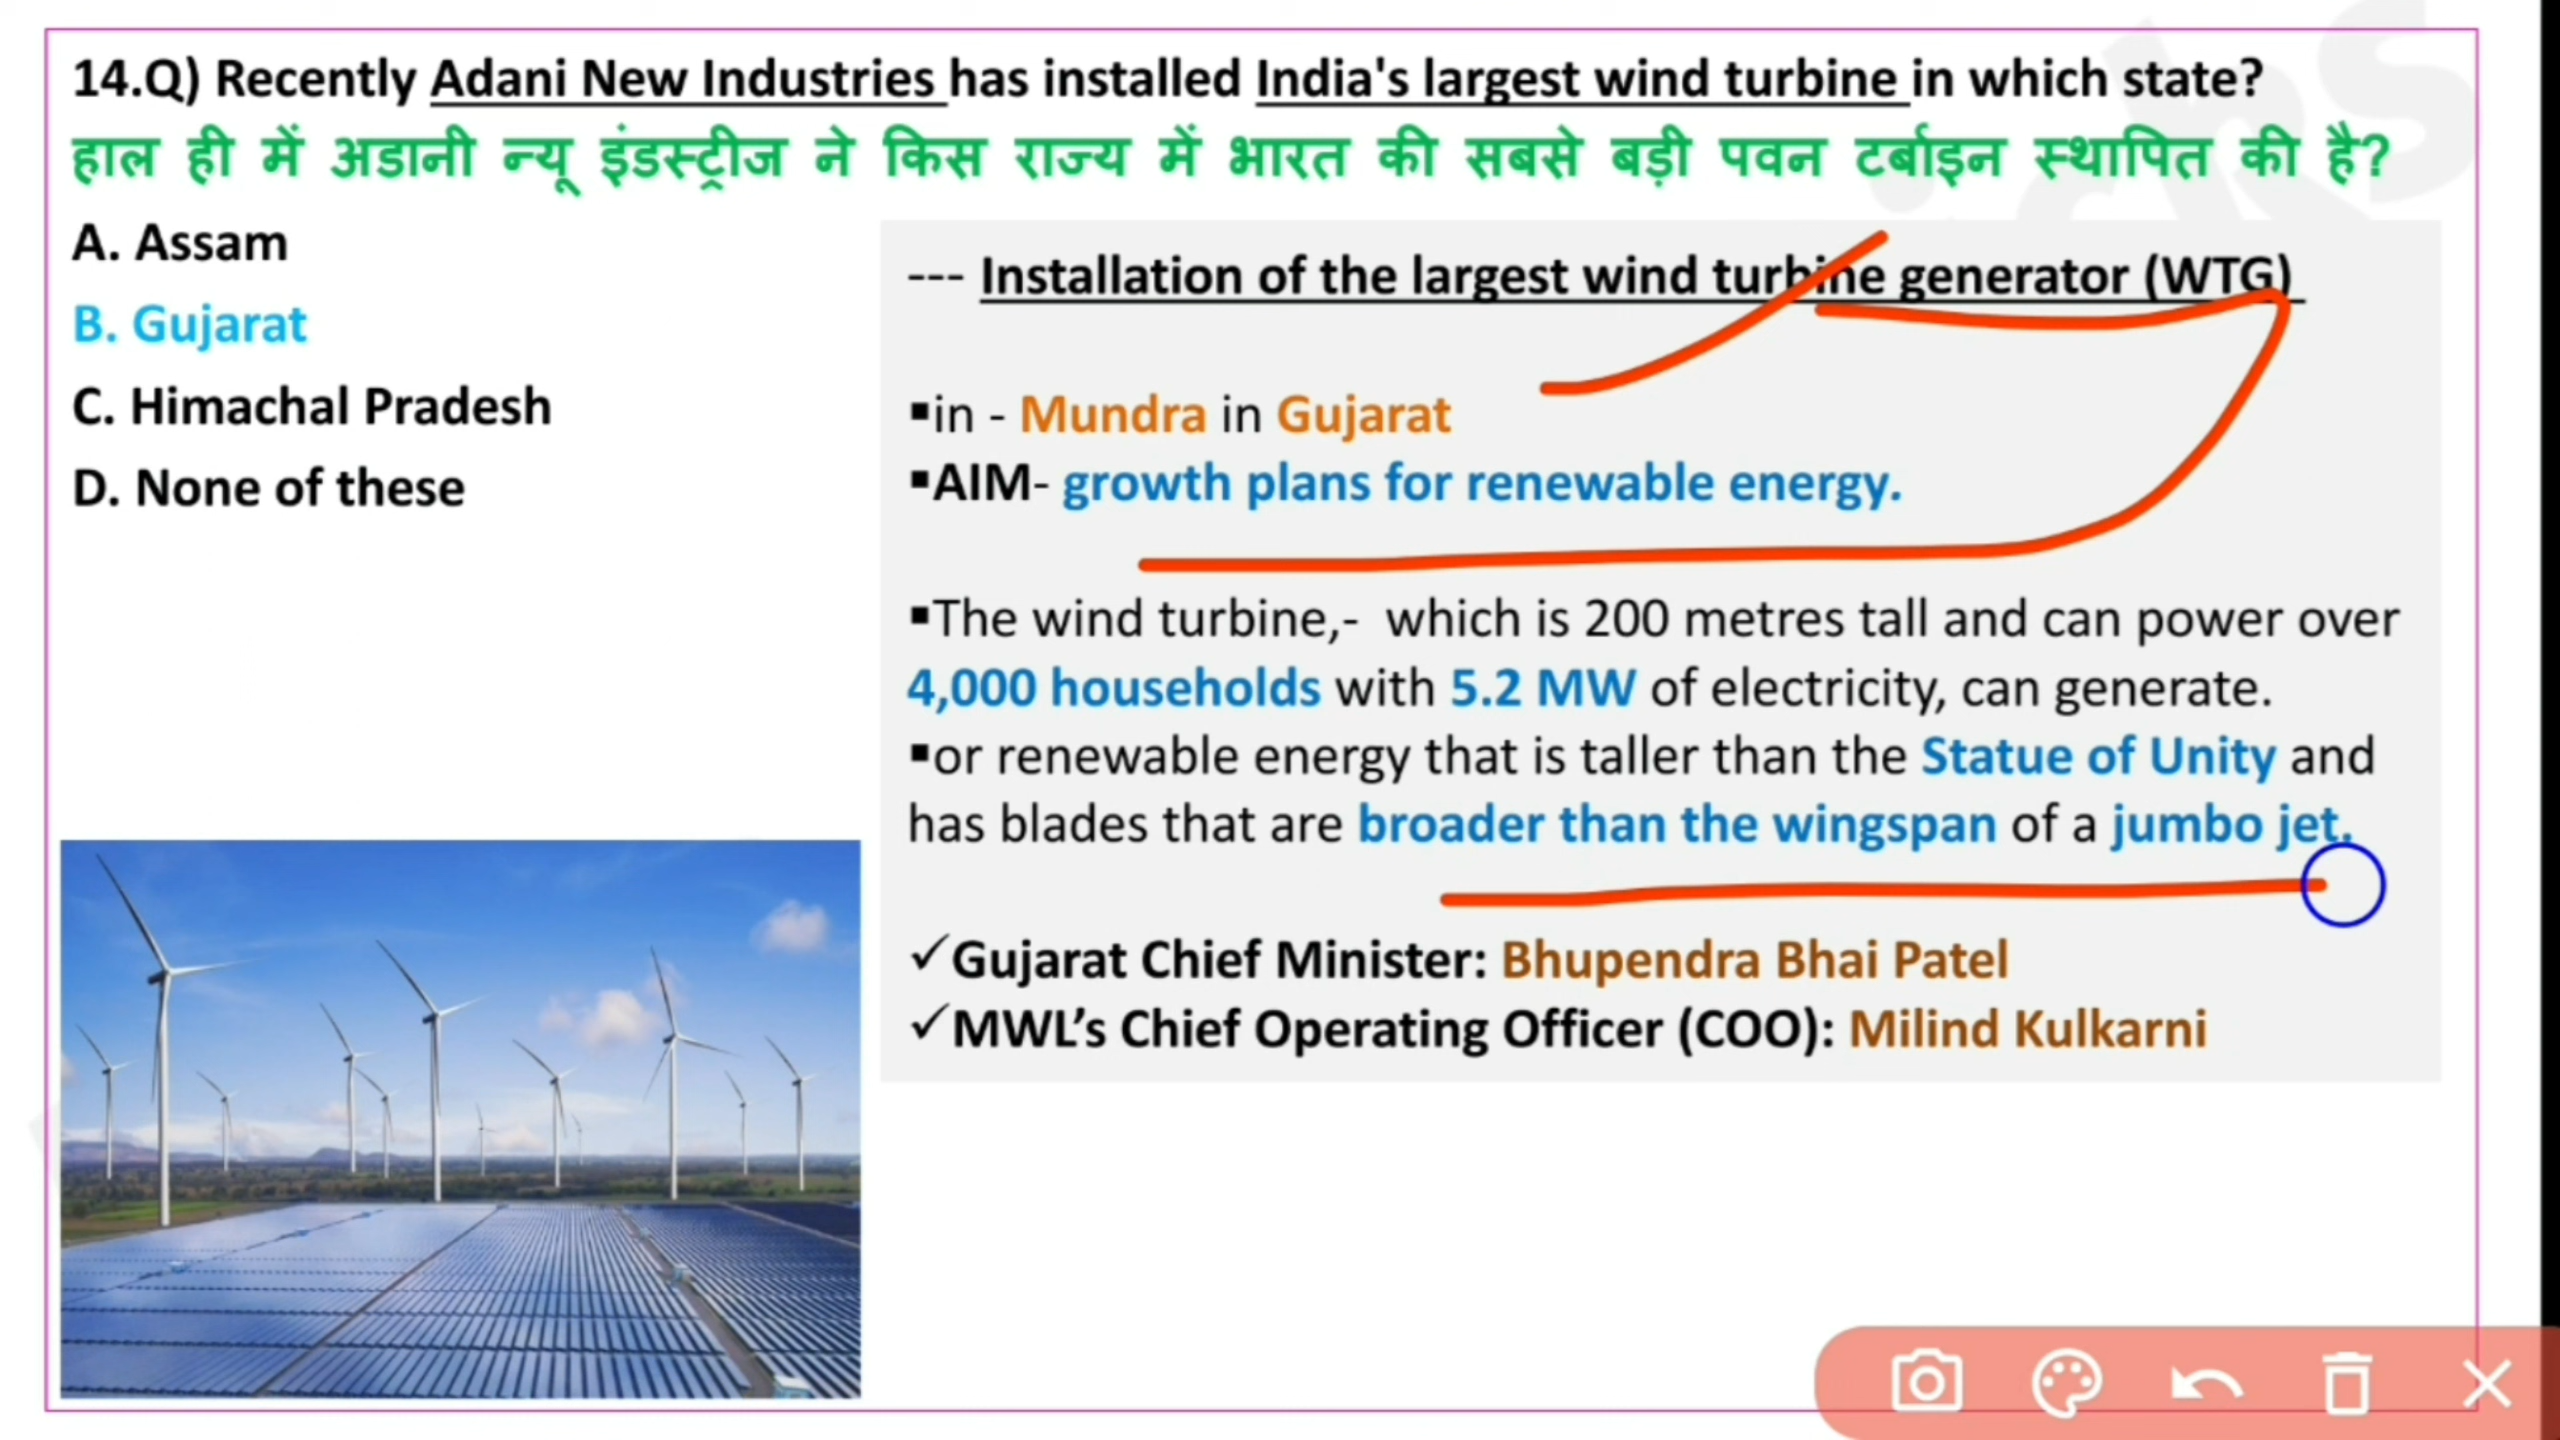 14.Q) Recently Adani New Industries has installed India's largest wind turbine in which state?
हाल ही में अडानी न्यू इंडस्ट्रीज ने किस राज्य में भारत की सबसे बड़ी पवन टर्बाइन स्थापित की है?
A. Assam
B. Gujarat
C. Himachal Pradesh
D. None of these
--- Installation of the largest wind turbine generator (WTG)
▪in - Mundra in Gujarat
▪AIM- growth plans for renewable energy.
▪The wind turbine,- which is 200 metres tall and can power over
4,000 households with 5.2 MW of electricity, can generate.
▪or renewable energy that is taller than the Statue of Unity and
has blades that are broader than the wingspan of a jumbo jet.
✓Gujarat Chief Minister: Bhupendra Bhai Patel
✓MWL’s Chief Operating Officer (COO): Milind Kulkarni